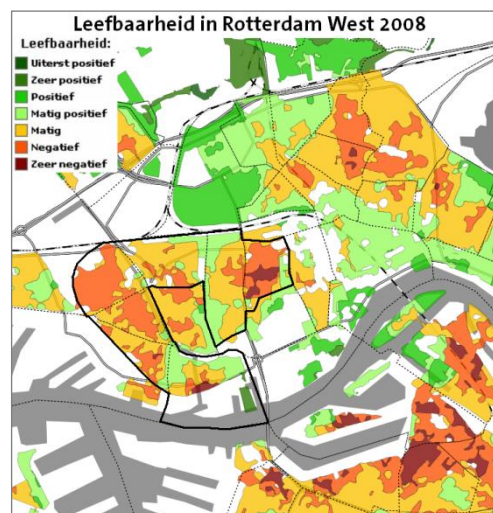 Leefbaarheid in Rotterdam West 2008
Leefbaarheid:
Uiterst positief
Zeer positief
Positief
Matig positief
Matig
Negatief
Zeer negatief